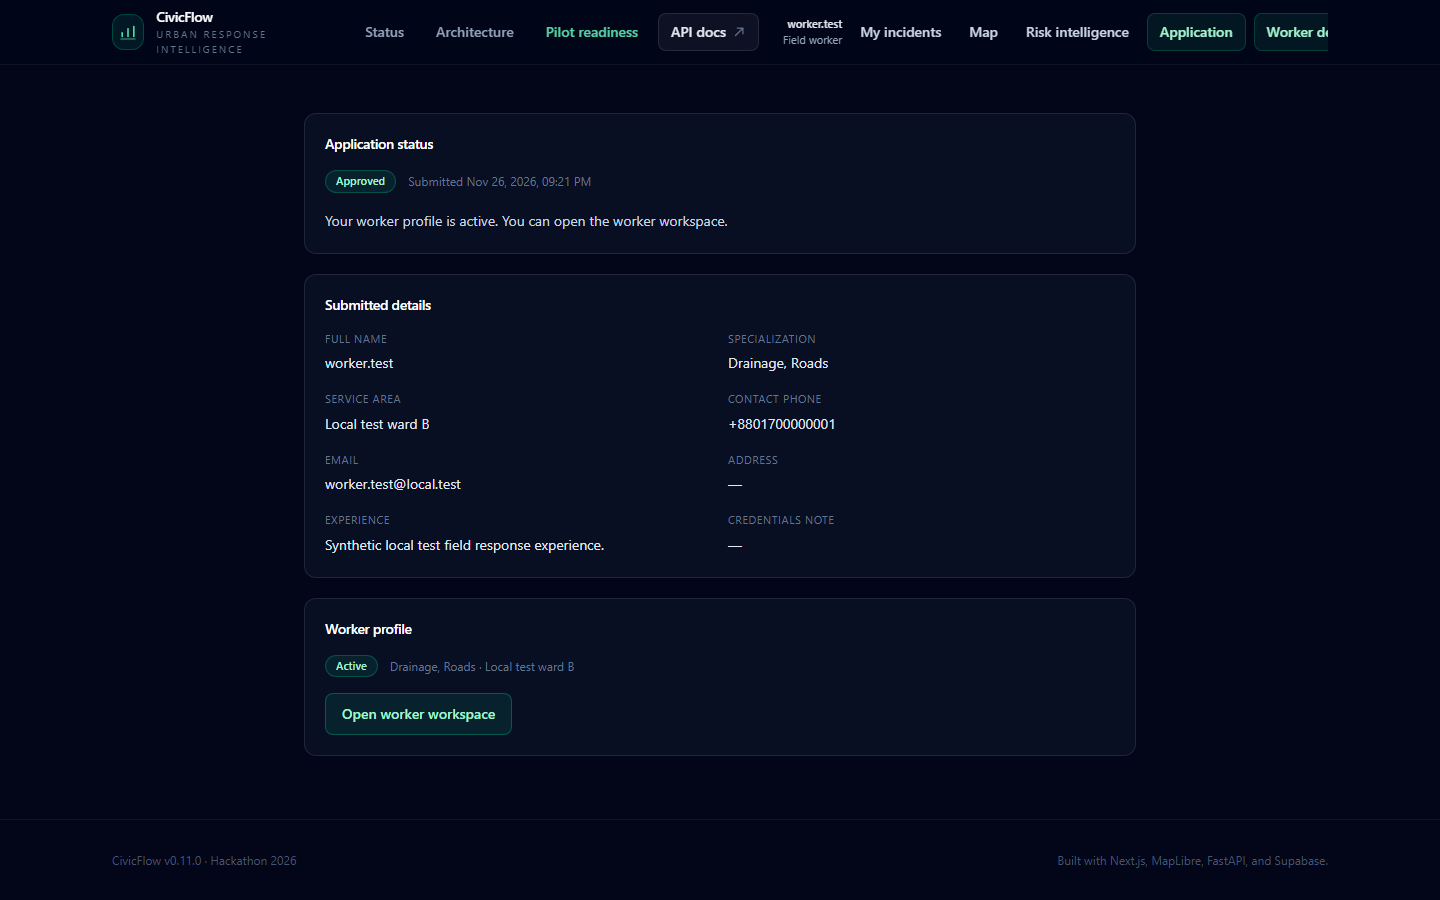 CivicFlow
URBAN RESPONSE
INTELLIGENCE
Status
Architecture
Pilot readiness
API docs ↗
worker.test
Field worker
My incidents
Map
Risk intelligence
Application
Worker de
Application status
Approved
Submitted Nov 26, 2026, 09:21 PM
Your worker profile is active. You can open the worker workspace.
Submitted details
FULL NAME
worker.test
SPECIALIZATION
Drainage, Roads
SERVICE AREA
Local test ward B
CONTACT PHONE
+8801700000001
EMAIL
worker.test@local.test
ADDRESS
—
EXPERIENCE
Synthetic local test field response experience.
CREDENTIALS NOTE
—
Worker profile
Active
Drainage, Roads · Local test ward B
Open worker workspace
CivicFlow v0.11.0 · Hackathon 2026
Built with Next.js, MapLibre, FastAPI, and Supabase.